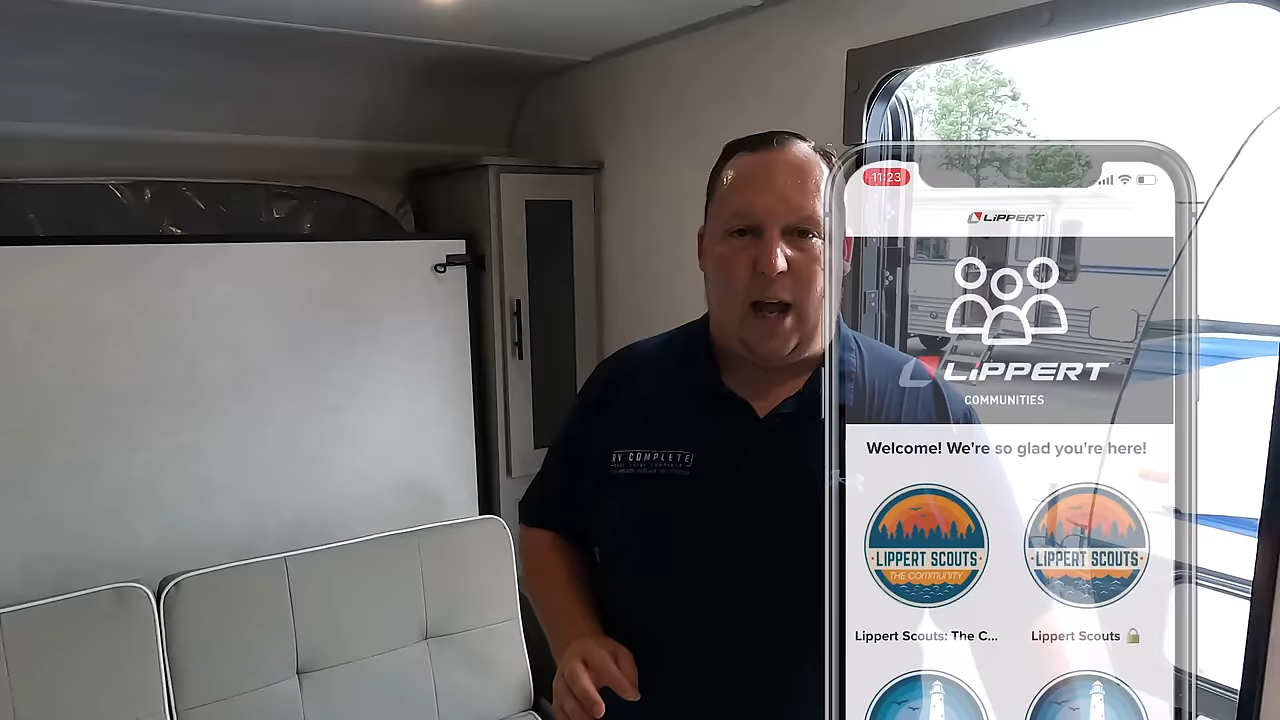 11:23
LIPPERT
LIPPERT
COMMUNITIES
Welcome! We're so glad you're here!
LIPPERT SCOUTS
THE COMMUNITY
LIPPERT SCOUTS
Lippert Scouts: The C...
Lippert Scouts
RV COMPLETE